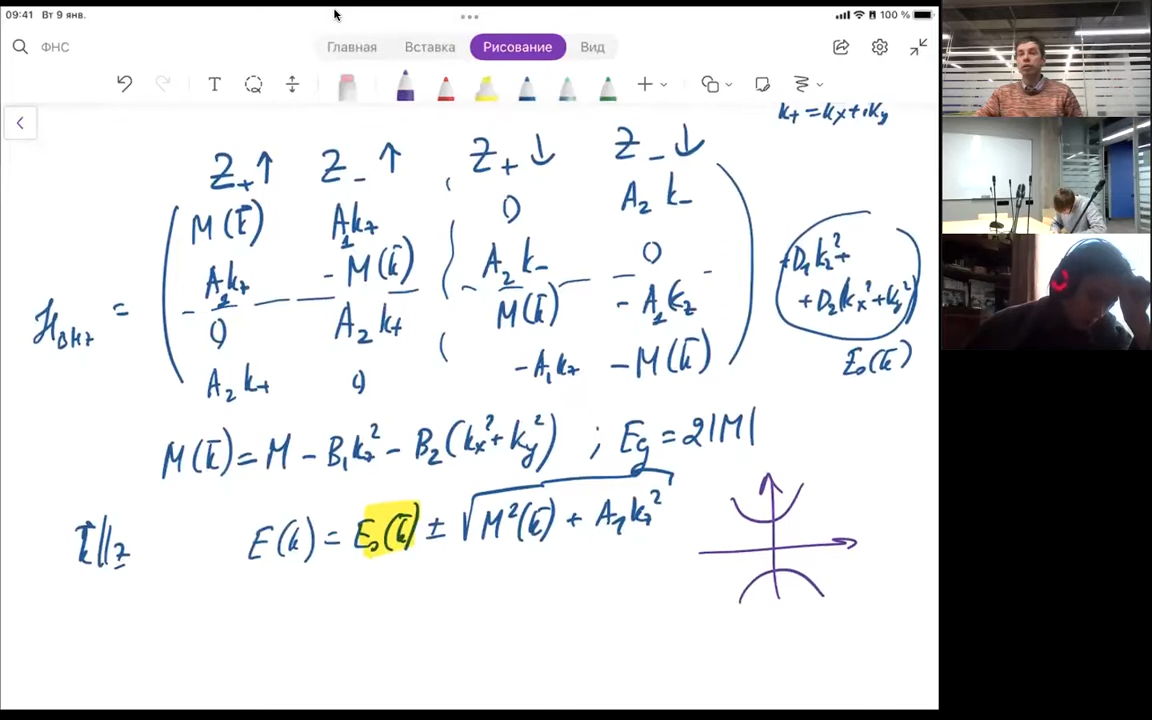 09:41 Вт 9 янв.
100 %
ФНС
Главная Вставка Рисование Вид
k₊ = kx + iky
Z₊↑ Z₋↑ Z₊↓ Z₋↓
M(k̄) A₁kz 0 A₂k₋
A₁kz -M(k̄) A₂k₋ 0
0 A₂k₊ M(k̄) -A₁kz
A₂k₊ 0 -A₁kz -M(k̄)
+D₁kz² +
+D₂(kx²+ky²)
E₀(k̄)
M(k̄) = M - B₁kz² - B₂(kx²+ky²) ; Eg = 2|M|
k̄||z E(k) = E₀(k̄) ± √M²(k̄) + A₁kz²